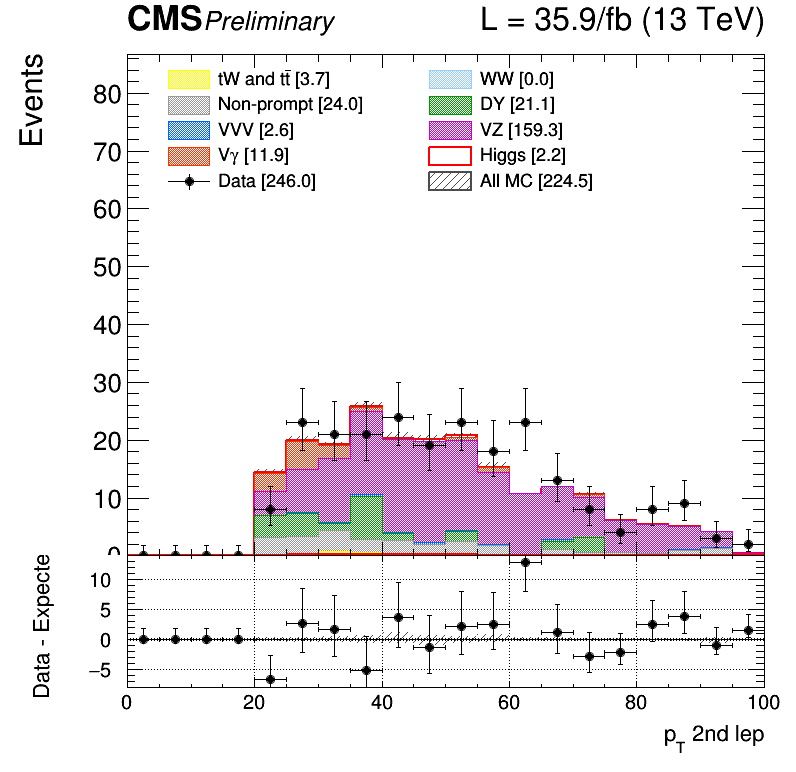 CMS Preliminary L = 35.9/fb (13 TeV)
Events
tW and tt̄ [3.7]
Non-prompt [24.0]
VVV [2.6]
Vγ [11.9]
Data [246.0]
WW [0.0]
DY [21.1]
VZ [159.3]
Higgs [2.2]
All MC [224.5]
80
70
60
50
40
30
20
10
0
Data - Expecte
10
5
0
−5
0 20 40 60 80 100
p_T 2nd lep